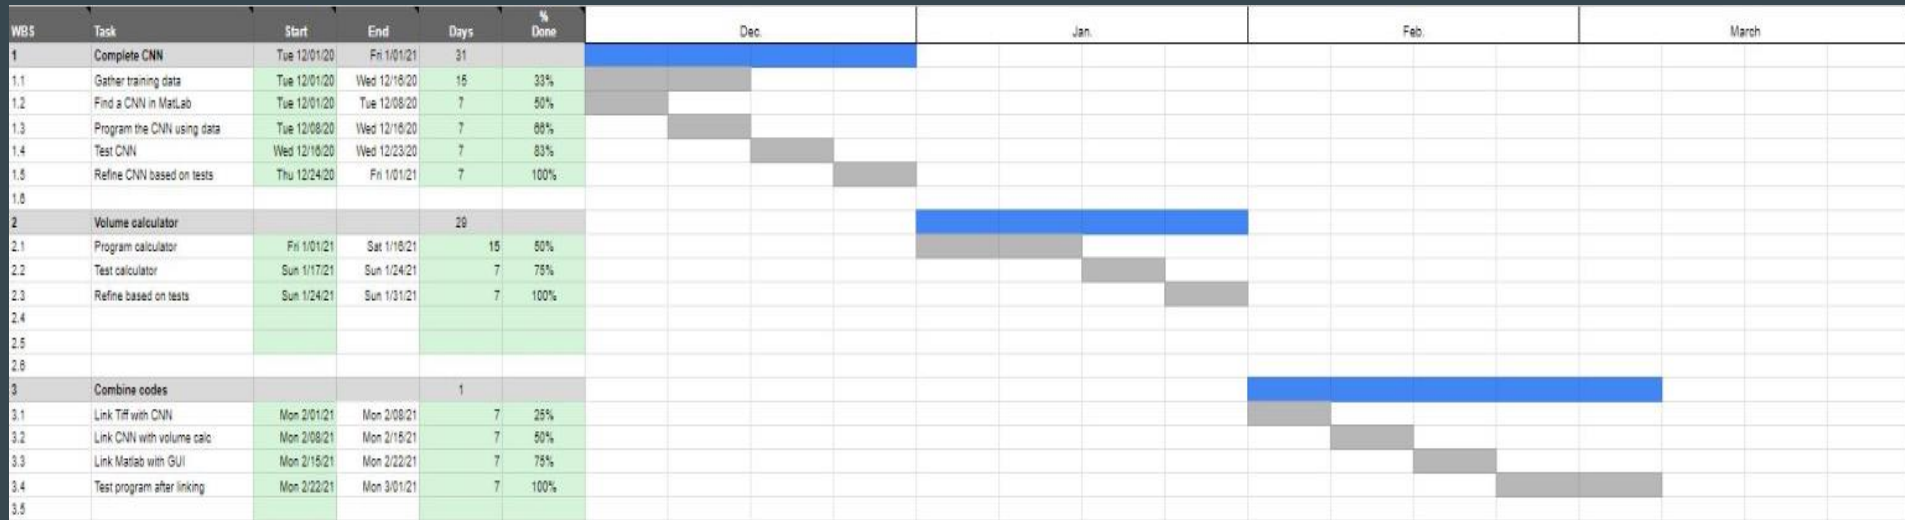 WBS Task Start End Days % Done Dec. Jan. Feb. March
1 Complete CNN Tue 12/01/20 Fri 1/01/21 31
1.1 Gather training data Tue 12/01/20 Wed 12/16/20 15 33%
1.2 Find a CNN in MatLab Tue 12/01/20 Tue 12/08/20 7 50%
1.3 Program the CNN using data Tue 12/08/20 Wed 12/16/20 7 66%
1.4 Test CNN Wed 12/16/20 Wed 12/23/20 7 83%
1.5 Refine CNN based on tests Thu 12/24/20 Fri 1/01/21 7 100%
1.6
2 Volume calculator 29
2.1 Program calculator Fri 1/01/21 Sat 1/16/21 15 50%
2.2 Test calculator Sun 1/17/21 Sun 1/24/21 7 75%
2.3 Refine based on tests Sun 1/24/21 Sun 1/31/21 7 100%
2.4
2.5
2.6
3 Combine codes 1
3.1 Link Tiff with CNN Mon 2/01/21 Mon 2/08/21 7 25%
3.2 Link CNN with volume calc Mon 2/08/21 Mon 2/15/21 7 50%
3.3 Link Matlab with GUI Mon 2/15/21 Mon 2/22/21 7 75%
3.4 Test program after linking Mon 2/22/21 Mon 3/01/21 7 100%
3.5